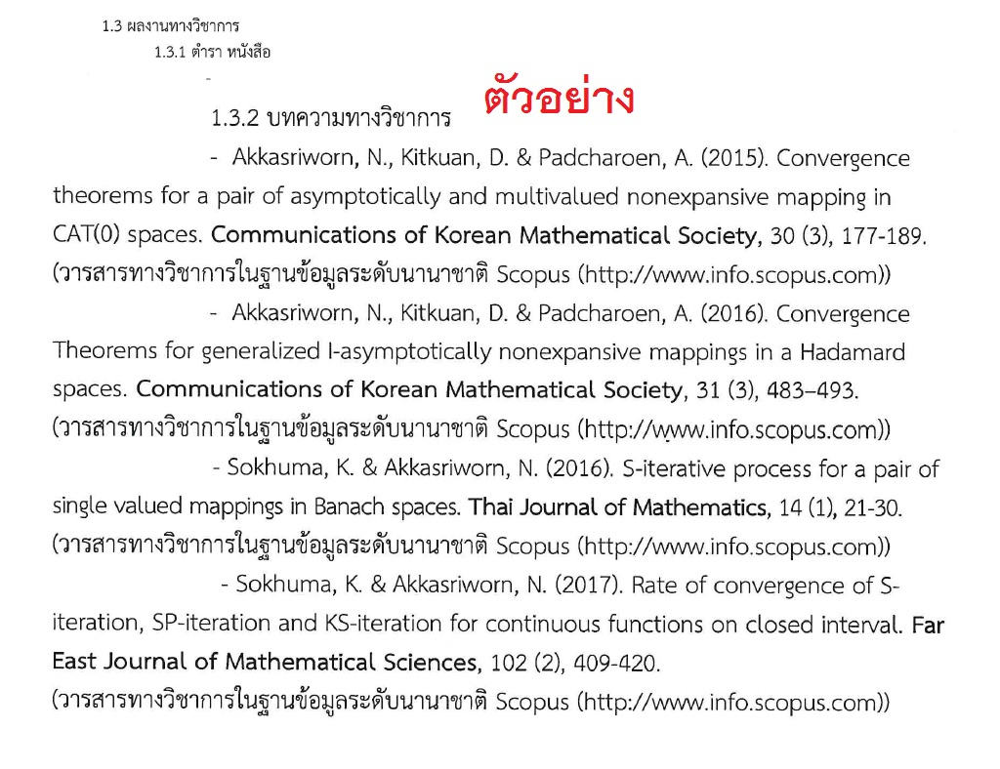 1.3 ผลงานทางวิชาการ
1.3.1 ตำรา หนังสือ
-
ตัวอย่าง
1.3.2 บทความทางวิชาการ
- Akkasriworn, N., Kitkuan, D. & Padcharoen, A. (2015). Convergence
theorems for a pair of asymptotically and multivalued nonexpansive mapping in
CAT(0) spaces. Communications of Korean Mathematical Society, 30 (3), 177-189.
(วารสารทางวิชาการในฐานข้อมูลระดับนานาชาติ Scopus (http://www.info.scopus.com))
- Akkasriworn, N., Kitkuan, D. & Padcharoen, A. (2016). Convergence
Theorems for generalized I-asymptotically nonexpansive mappings in a Hadamard
spaces. Communications of Korean Mathematical Society, 31 (3), 483–493.
(วารสารทางวิชาการในฐานข้อมูลระดับนานาชาติ Scopus (http://www.info.scopus.com))
- Sokhuma, K. & Akkasriworn, N. (2016). S-iterative process for a pair of
single valued mappings in Banach spaces. Thai Journal of Mathematics, 14 (1), 21-30.
(วารสารทางวิชาการในฐานข้อมูลระดับนานาชาติ Scopus (http://www.info.scopus.com))
- Sokhuma, K. & Akkasriworn, N. (2017). Rate of convergence of S-
iteration, SP-iteration and KS-iteration for continuous functions on closed interval. Far
East Journal of Mathematical Sciences, 102 (2), 409-420.
(วารสารทางวิชาการในฐานข้อมูลระดับนานาชาติ Scopus (http://www.info.scopus.com))